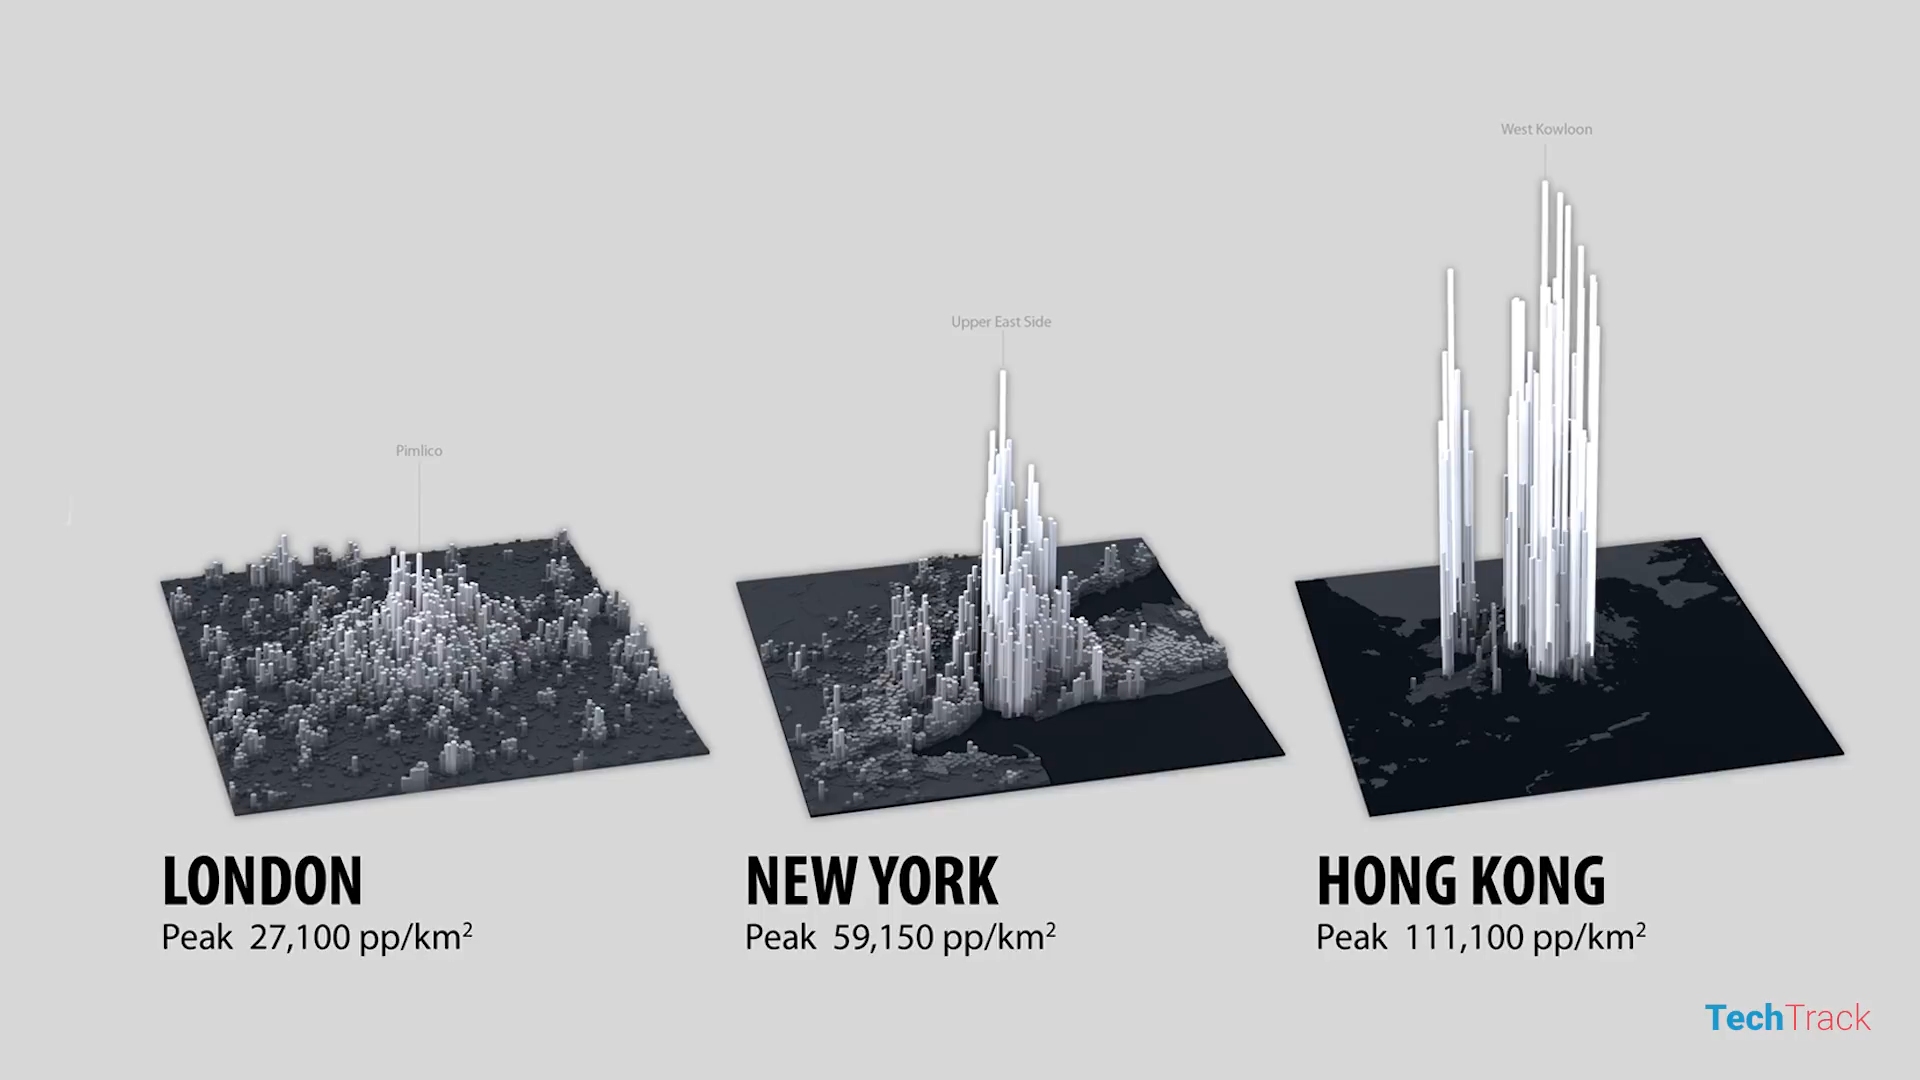 West Kowloon
Upper East Side
Pimlico
LONDON
Peak 27,100 pp/km²
NEW YORK
Peak 59,150 pp/km²
HONG KONG
Peak 111,100 pp/km²
TechTrack